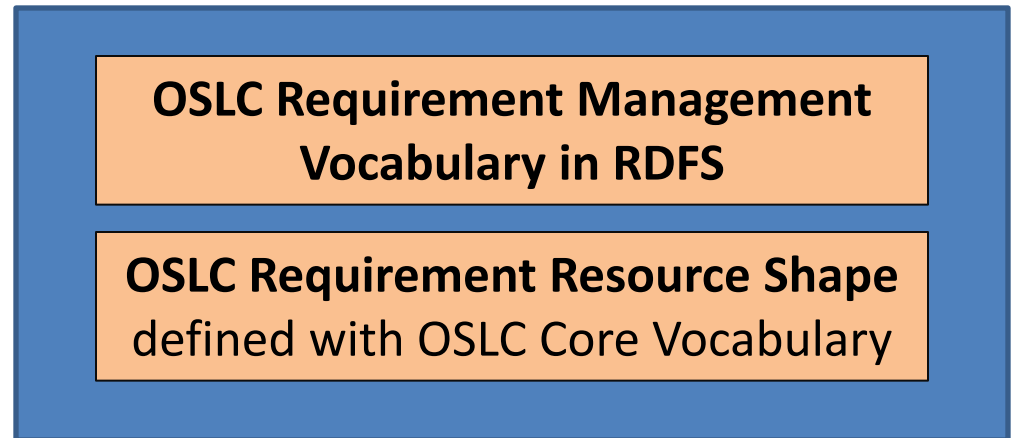 OSLC Requirement Management
Vocabulary in RDFS
OSLC Requirement Resource Shape
defined with OSLC Core Vocabulary